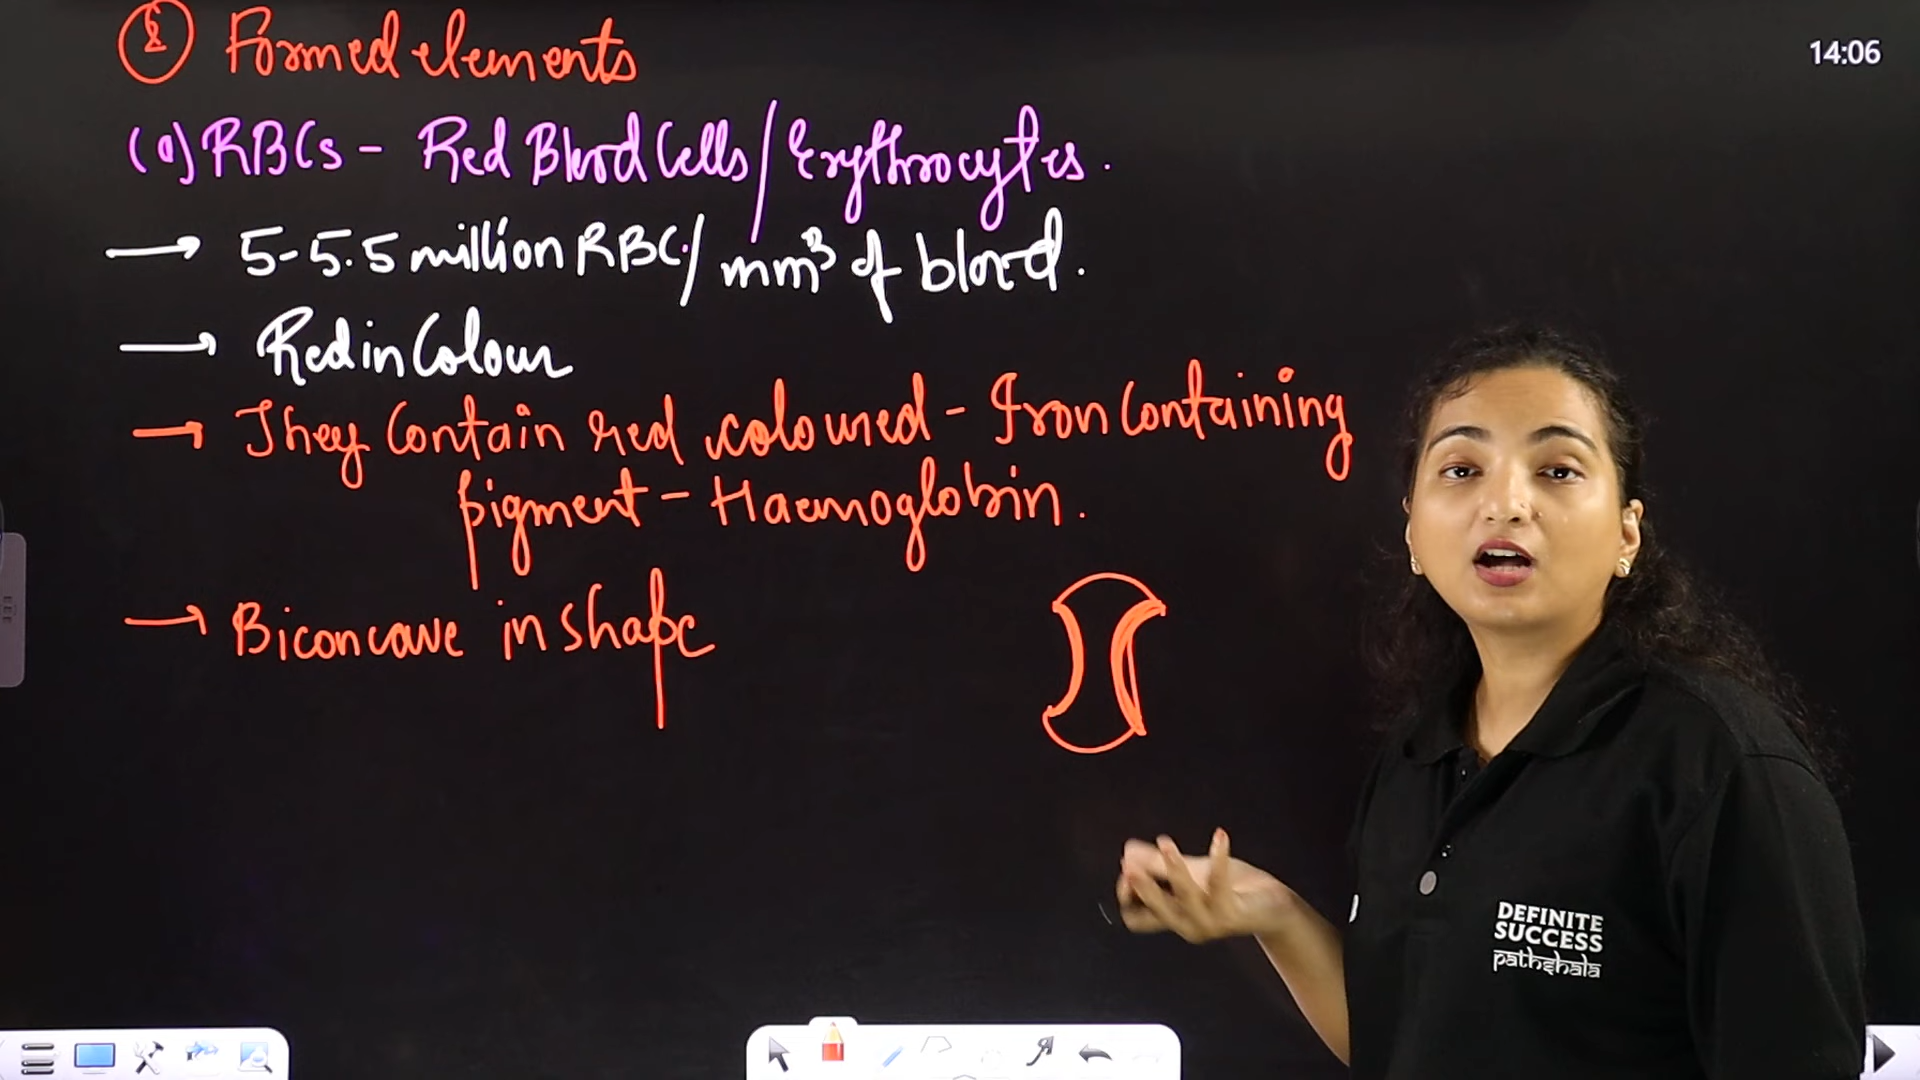 ② Formed elements
14:06
(a) RBCs - Red Blood Cells/Erythrocytes.
→ 5-5.5 million RBC/mm³ of blood.
→ Red in Colour
→ They Contain red coloured - Iron Containing
pigment - Haemoglobin.
→ Biconcave in shape
DEFINITE
SUCCESS
pathshala